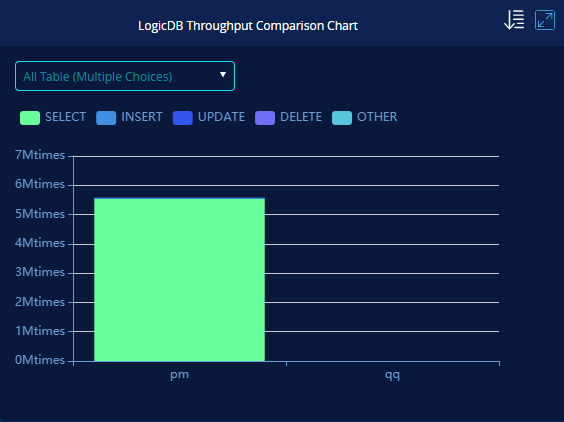 LogicDB Throughput Comparison Chart
All Table (Multiple Choices)
SELECT INSERT UPDATE DELETE OTHER
7Mtimes
6Mtimes
5Mtimes
4Mtimes
3Mtimes
2Mtimes
1Mtimes
0Mtimes
pm qq